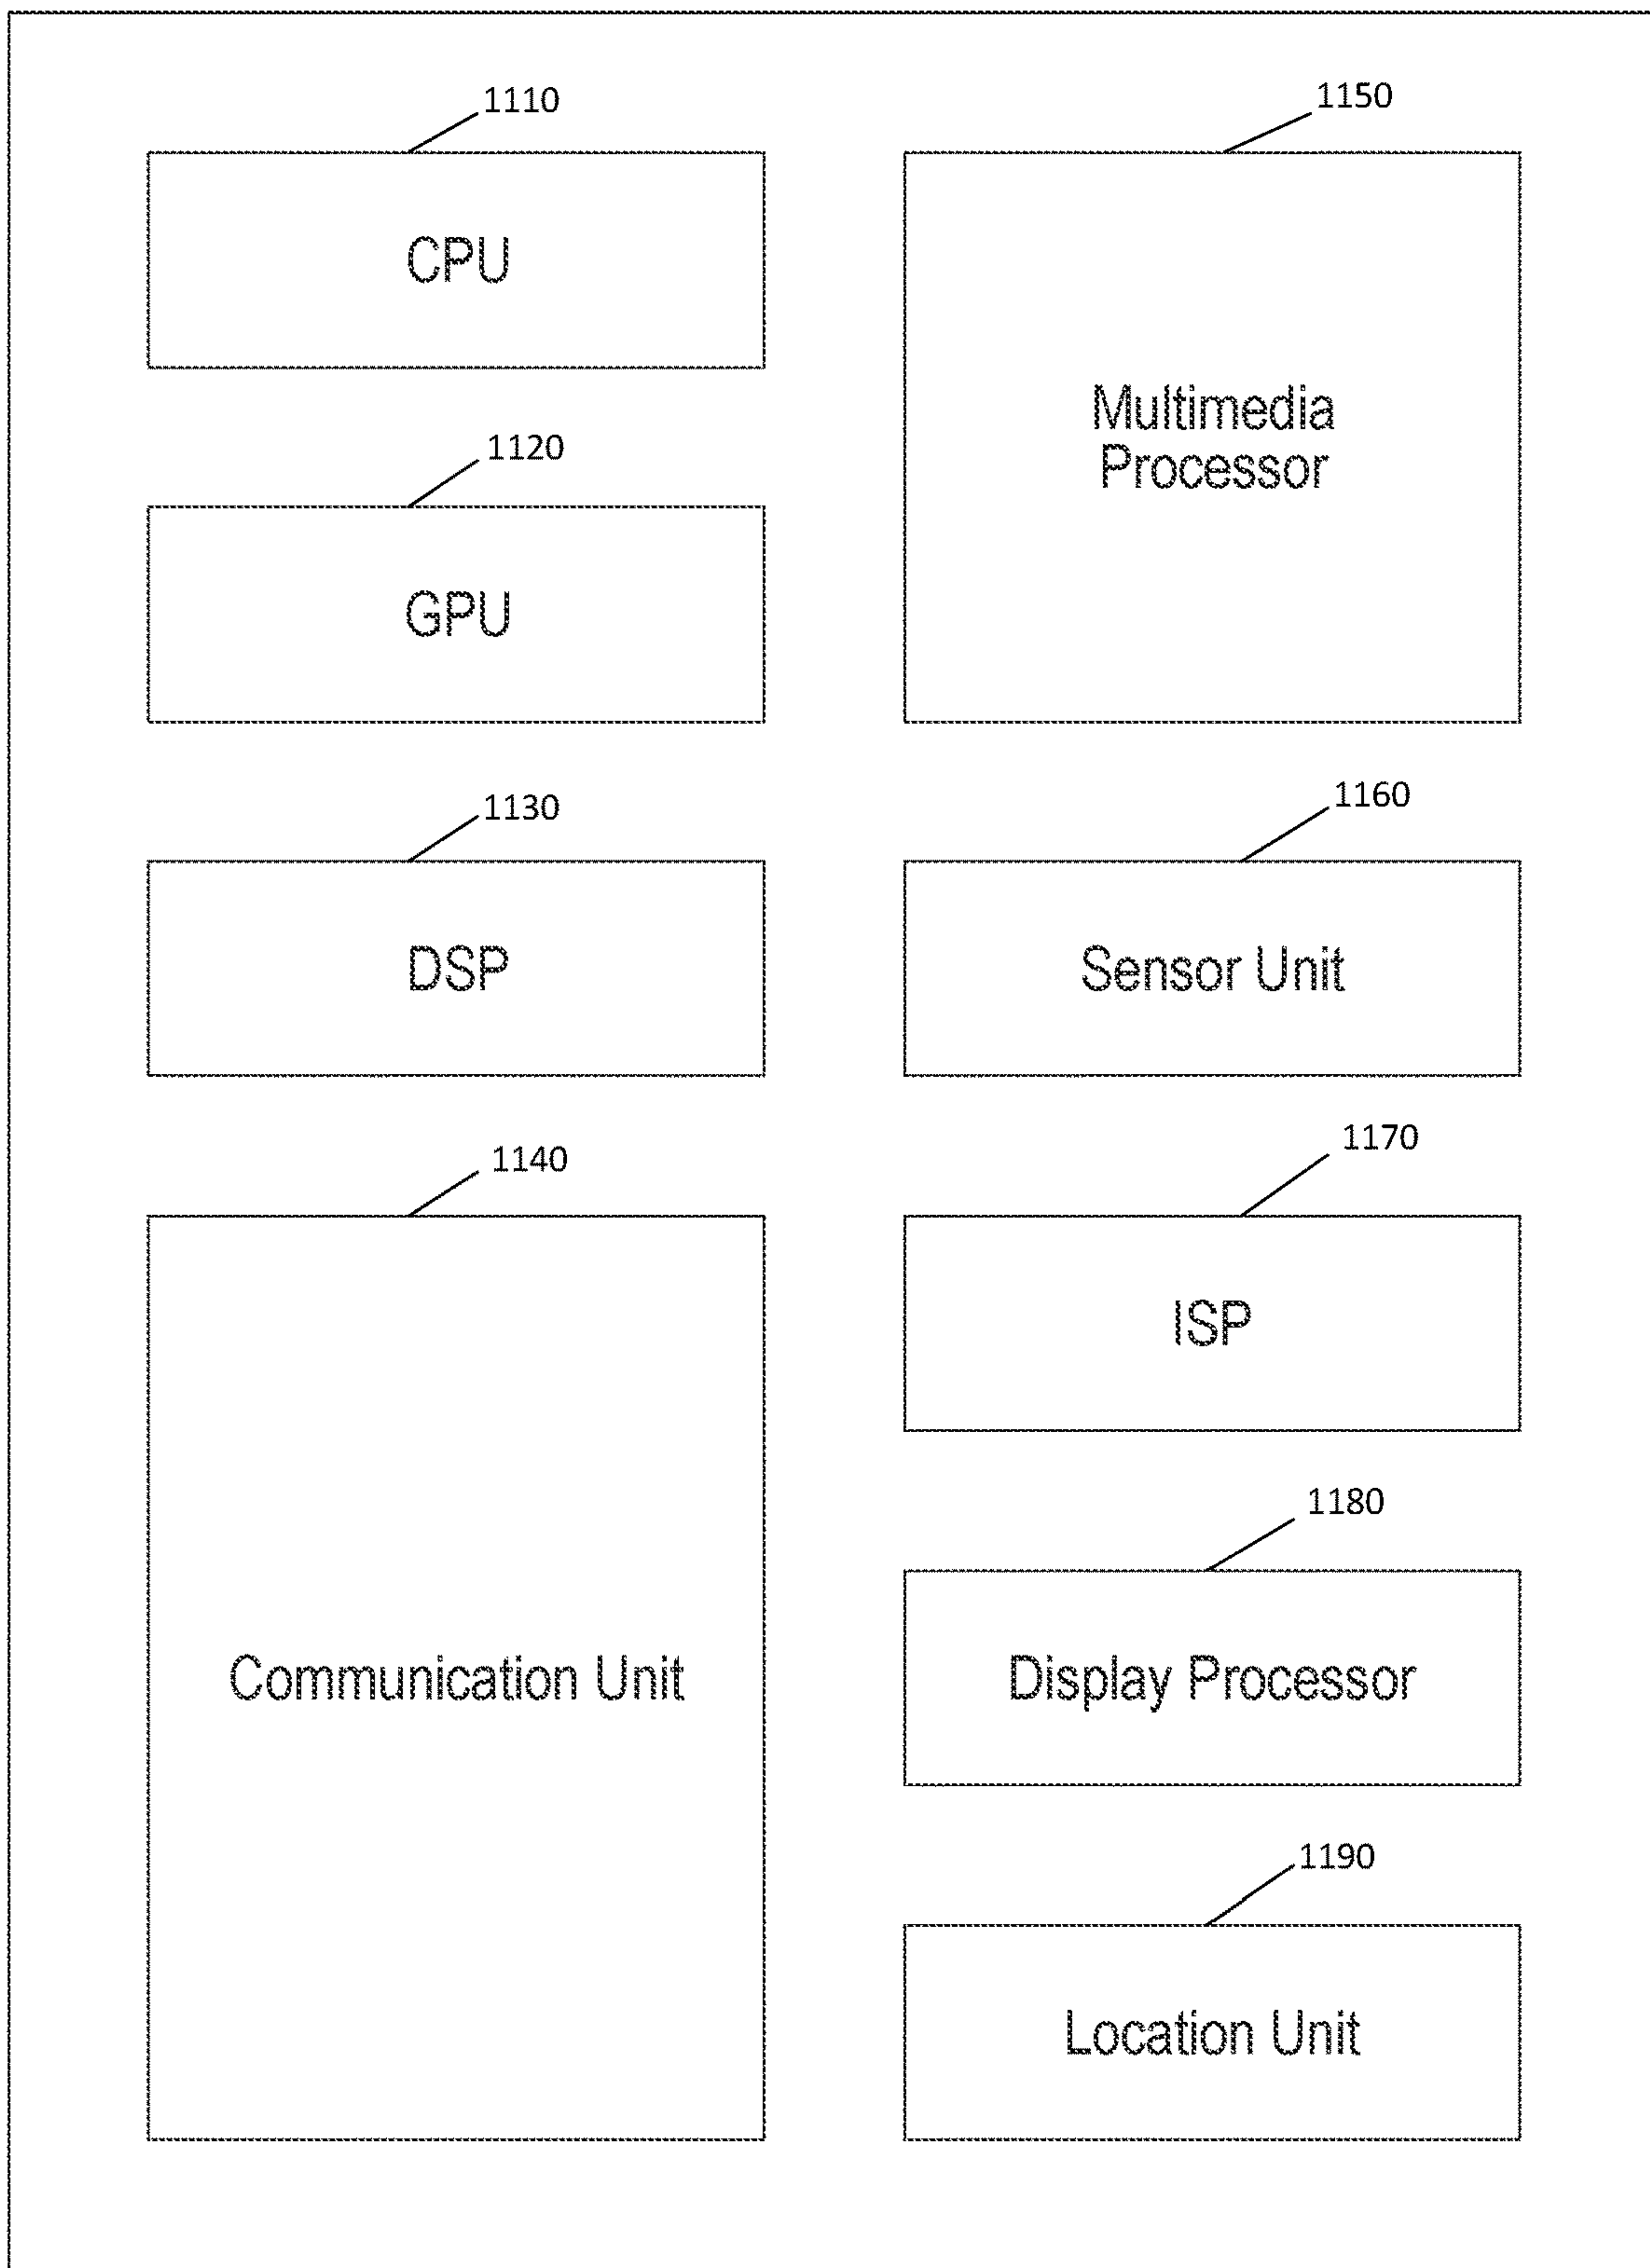 1110
CPU
1120
GPU
1130
DSP
1140
Communication Unit
1150
Multimedia
Processor
1160
Sensor Unit
1170
ISP
1180
Display Processor
1190
Location Unit